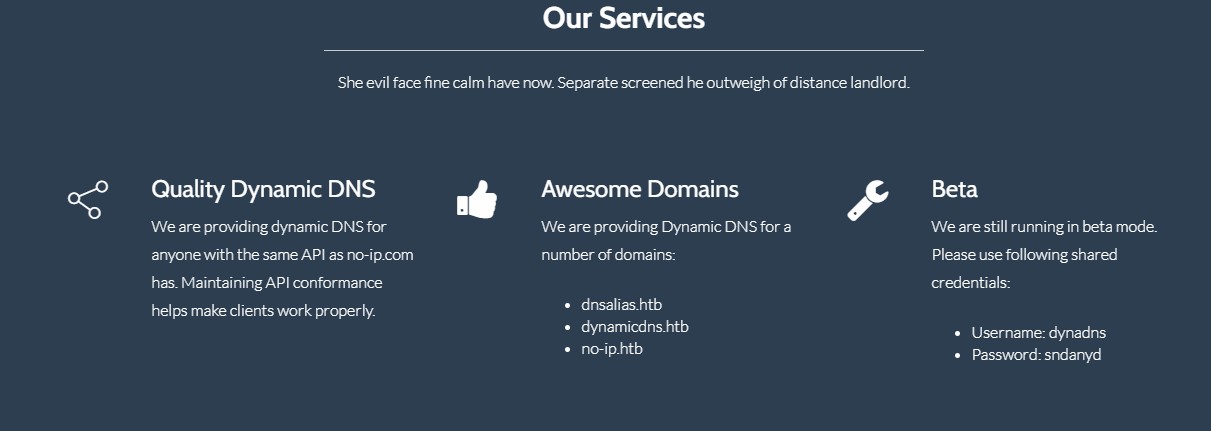 Our Services
She evil face fine calm have now. Separate screened he outweigh of distance landlord.
Quality Dynamic DNS
We are providing dynamic DNS for
anyone with the same API as no-ip.com
has. Maintaining API conformance
helps make clients work properly.
Awesome Domains
We are providing Dynamic DNS for a
number of domains:
• dnsalias.htb
• dynamicdns.htb
• no-ip.htb
Beta
We are still running in beta mode.
Please use following shared
credentials:
• Username: dynadns
• Password: sndanyd